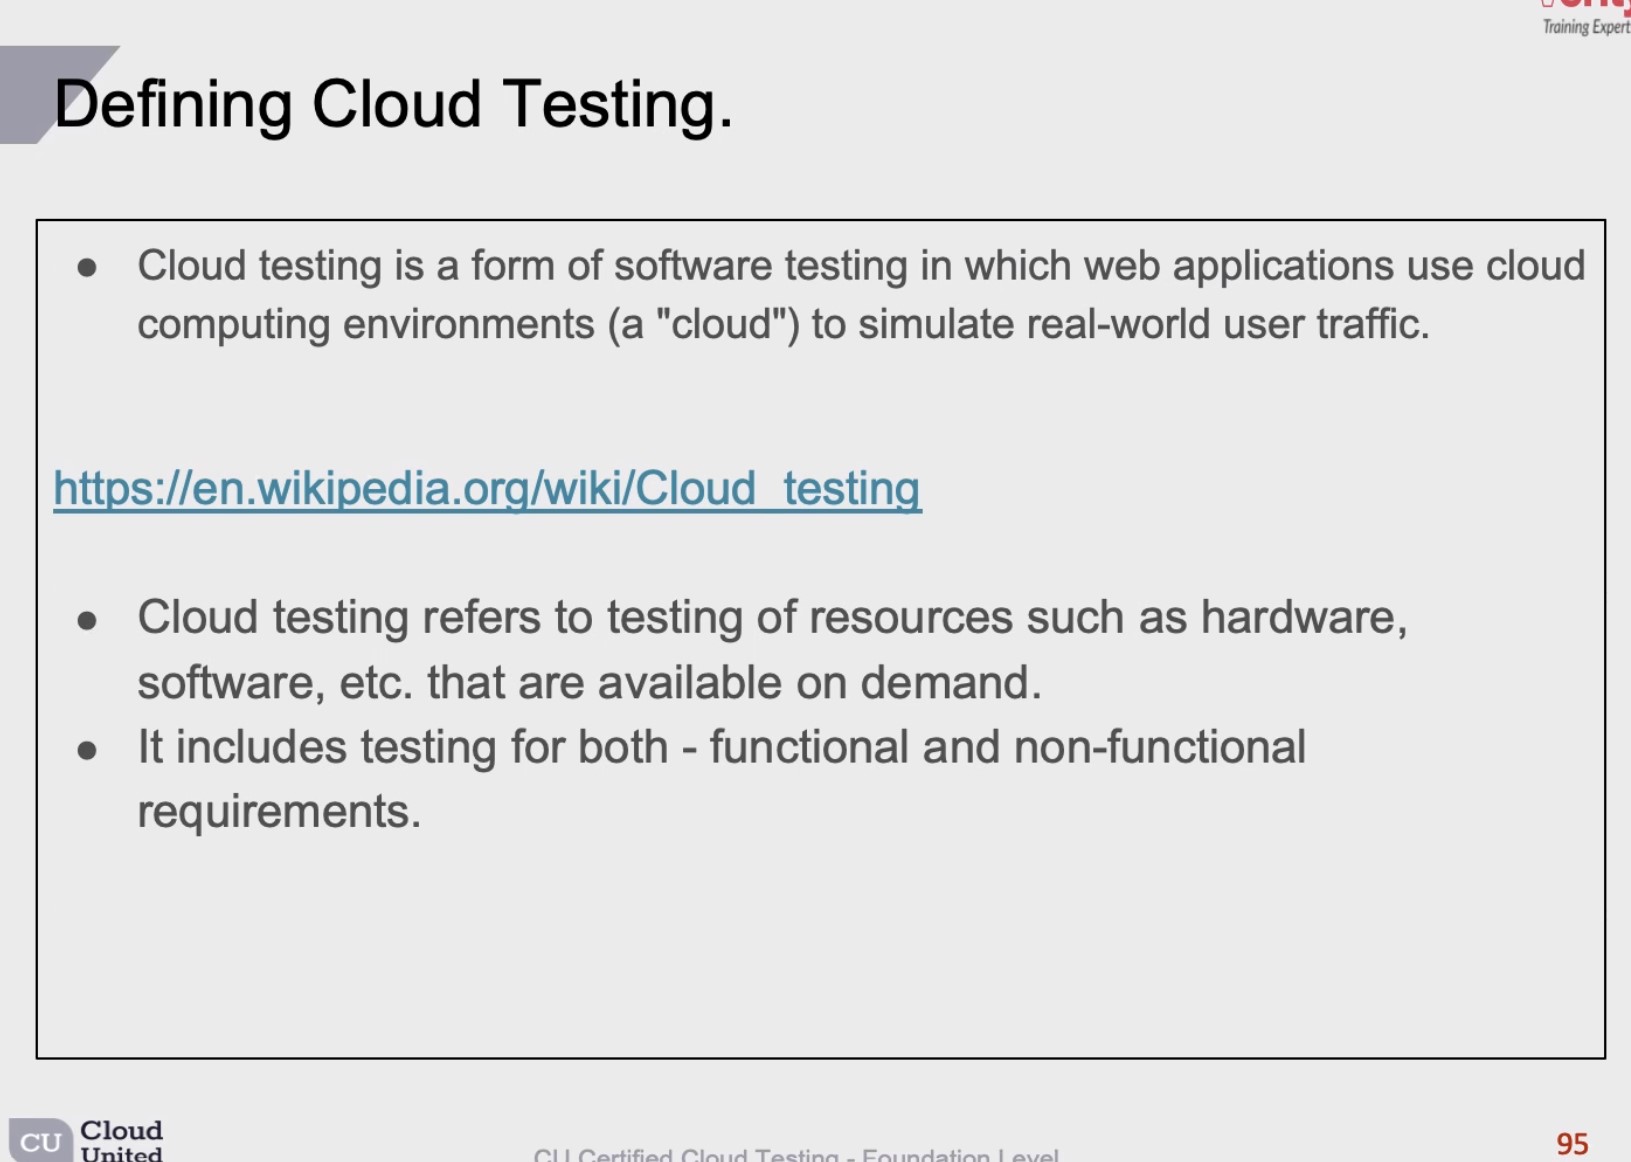 Training Expert
Defining Cloud Testing.
● Cloud testing is a form of software testing in which web applications use cloud
computing environments (a "cloud") to simulate real-world user traffic.
https://en.wikipedia.org/wiki/Cloud_testing
● Cloud testing refers to testing of resources such as hardware,
software, etc. that are available on demand.
● It includes testing for both - functional and non-functional
requirements.
CU Cloud
United
CU Certified Cloud Testing - Foundation Level
95